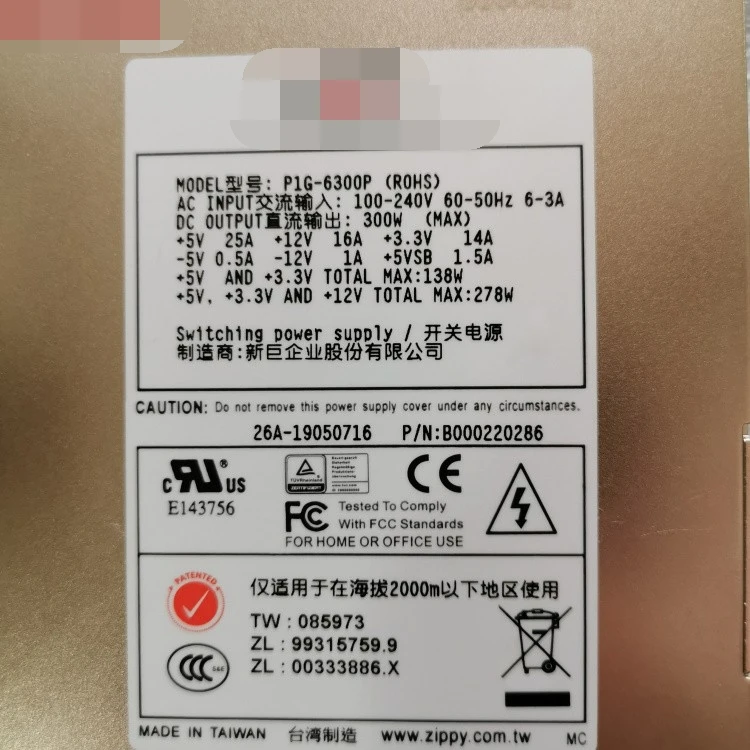 MODEL型号: P1G-6300P (ROHS)
AC INPUT交流输入: 100-240V 60-50Hz 6-3A
DC OUTPUT直流输出: 300W (MAX)
+5V 25A +12V 16A +3.3V 14A
-5V 0.5A -12V 1A +5VSB 1.5A
+5V AND +3.3V TOTAL MAX:138W
+5V, +3.3V AND +12V TOTAL MAX:278W
Switching power supply / 开关电源
制造商:新巨企业股份有限公司
CAUTION: Do not remove this power supply cover under any circumstances.
26A-19050716 P/N:B000220286
c RU ® US
E143756
TÜVRheinland
CERTIFIED
CE
FC Tested To Comply
With FCC Standards
FOR HOME OR OFFICE USE
PATENTED
仅适用于在海拔2000m以下地区使用
TW : 085973
ZL : 99315759.9
ZL : 00333886.X
CCC S&E
MADE IN TAIWAN 台湾制造 www.zippy.com.tw MC